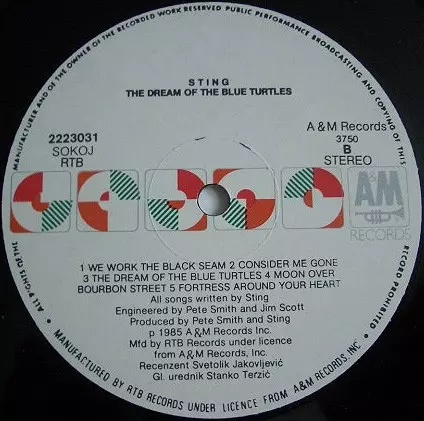 MANUFACTURER AND OF THE OWNER OF THE RECORDED WORK RESERVED PUBLIC PERFORMANCE BROADCASTING AND COPYING OF THIS
RECORD PROHIBITED
ALL RIGHTS OF THE
STING
THE DREAM OF THE BLUE TURTLES
2223031
SOKOJ
RTB
A&M Records
3750
B
STEREO
A&M
RECORDS
1 WE WORK THE BLACK SEAM 2 CONSIDER ME GONE
3 THE DREAM OF THE BLUE TURTLES 4 MOON OVER
BOURBON STREET 5 FORTRESS AROUND YOUR HEART
All songs written by Sting
Engineered by Pete Smith and Jim Scott
Produced by Pete Smith and Sting
p 1985 A&M Records Inc.
Mfd by RTB Records under licence
from A&M Records, Inc.
Recenzent Svetolik Jakovljević
Gl. urednik Stanko Terzić
MANUFACTURED BY RTB RECORDS UNDER LICENCE FROM A&M RECORDS, INC.